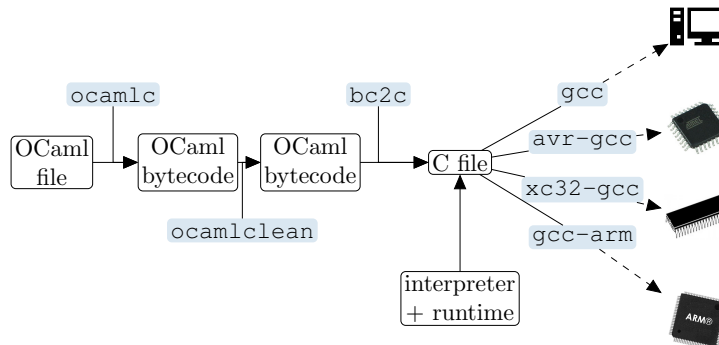 ocamlc
bc2c
gcc
OCaml
file
OCaml
bytecode
OCaml
bytecode
C file
avr-gcc
xc32-gcc
ocamlclean
gcc-arm
interpreter
+ runtime
ARM®